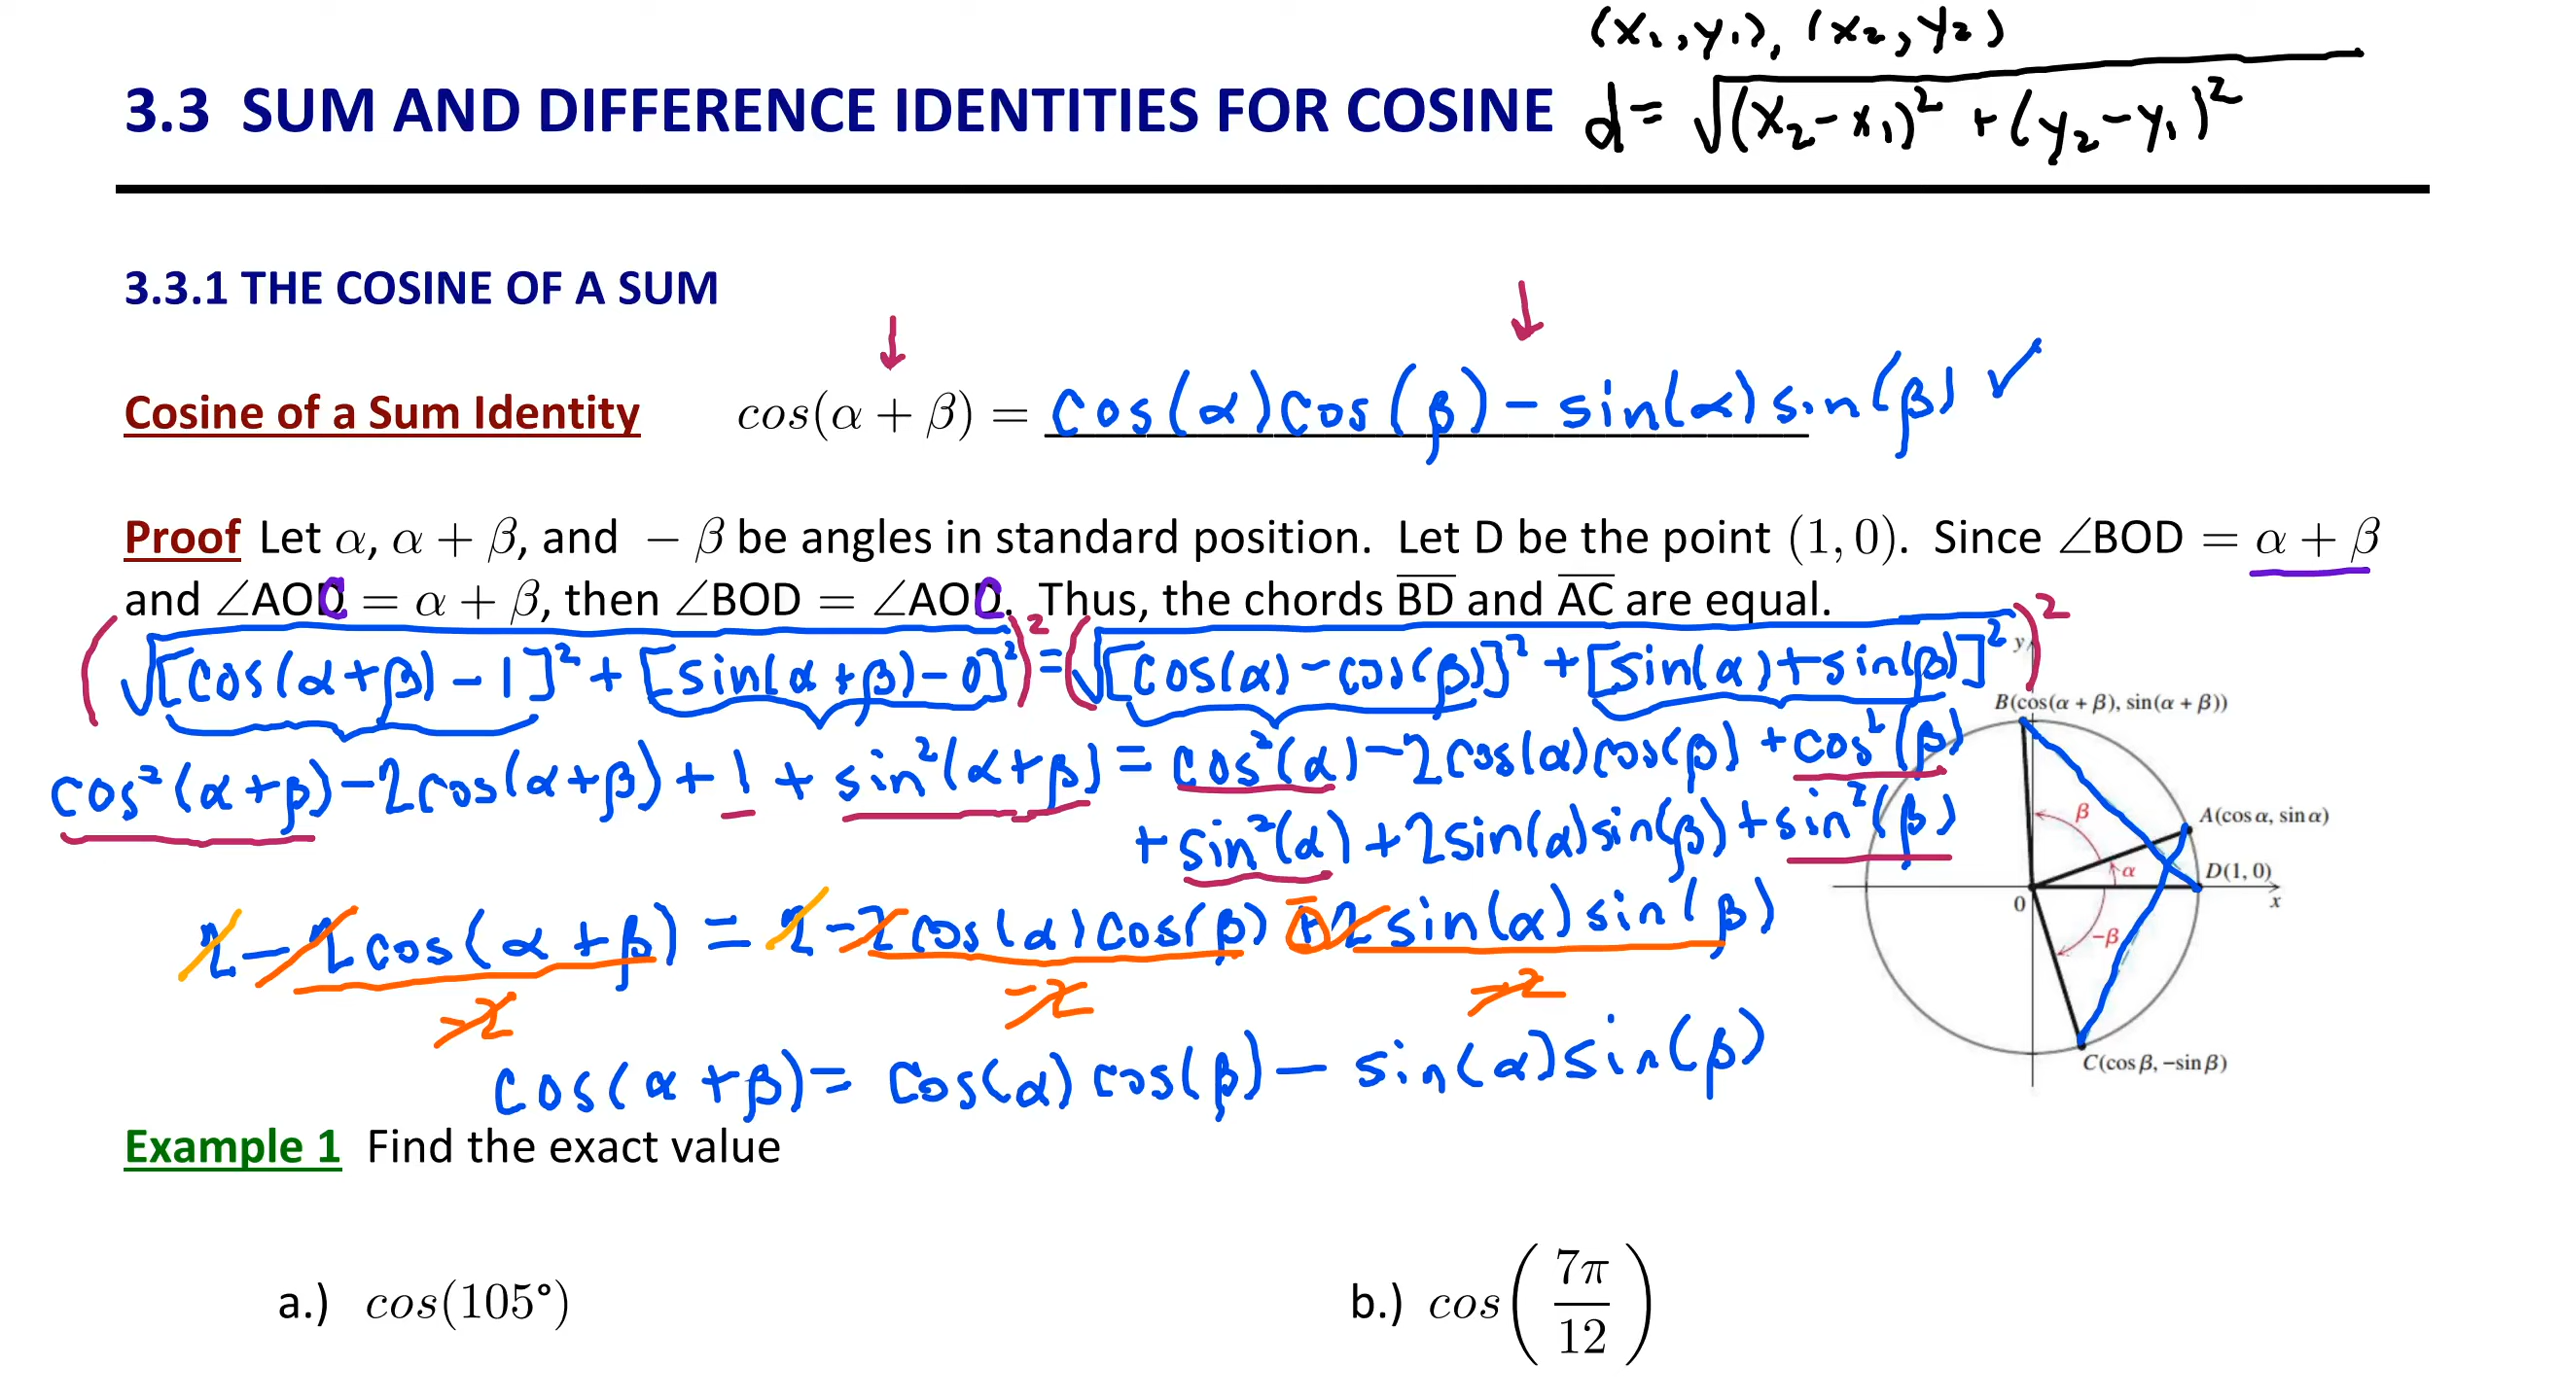 (x₁,y₁), (x₂,y₂)
3.3 SUM AND DIFFERENCE IDENTITIES FOR COSINE d= √(x₂-x₁)² +(y₂-y₁)²
3.3.1 THE COSINE OF A SUM
↓ ↓
Cosine of a Sum Identity cos(α + β) = cos(α)cos(β) - sin(α)sin(β) ✓
Proof Let α, α + β, and − β be angles in standard position. Let D be the point (1, 0). Since ∠BOD = α + β
and ∠AOC = α + β, then ∠BOD = ∠AOC. Thus, the chords B̅D̅ and A̅C̅ are equal.
(√[cos(α+β)-1]²+[sin(α+β)-0]²)²=(√[cos(α)-cos(β)]²+[sin(α)+sin(β)]²)²
cos²(α+β)-2cos(α+β)+1+sin²(α+β)=cos²(α)-2cos(α)cos(β)+cos²(β)
+sin²(α)+2sin(α)sin(β)+sin²(β)
2-2cos(α+β)=2-2cos(α)cos(β)+2sin(α)sin(β)
-2 -2 -2
cos(α+β)=cos(α)cos(β)-sin(α)sin(β)
y
B(cos(α + β), sin(α + β))
β
A(cos α, sin α)
α
D(1, 0)
0
x
−β
C(cos β, −sin β)
Example 1 Find the exact value
a.) cos(105°) b.) cos(7π/12)